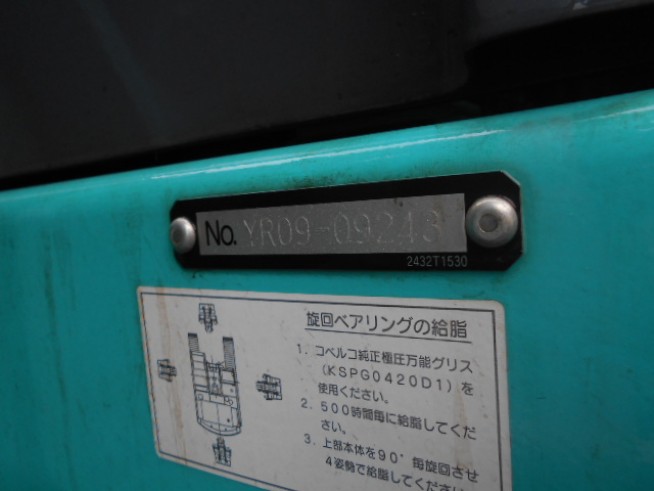 No. YR09-09243
2432T1530
旋回ベアリングの給脂
1. コベルコ純正極圧万能グリス
(KSPG0420D1)を
使用ください。
2. 500時間毎に給脂してくだ
さい。
3. 上部本体を90°毎旋回させ
4姿勢で給脂してください。